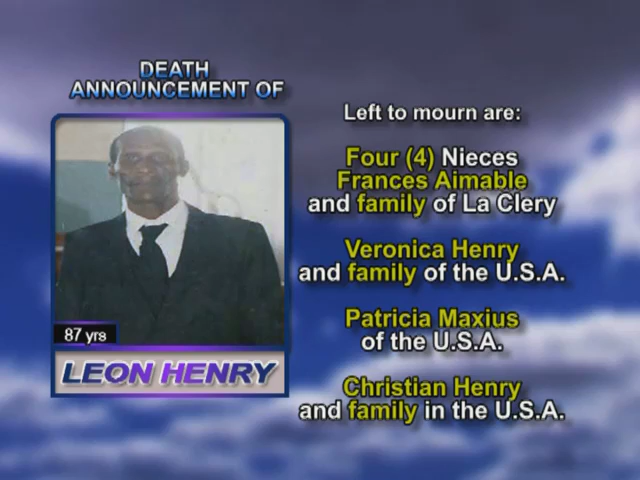 DEATH
ANNOUNCEMENT OF
87 yrs
LEON HENRY
Left to mourn are:
Four (4) Nieces
Frances Aimable
and family of La Clery
Veronica Henry
and family of the U.S.A.
Patricia Maxius
of the U.S.A.
Christian Henry
and family in the U.S.A.